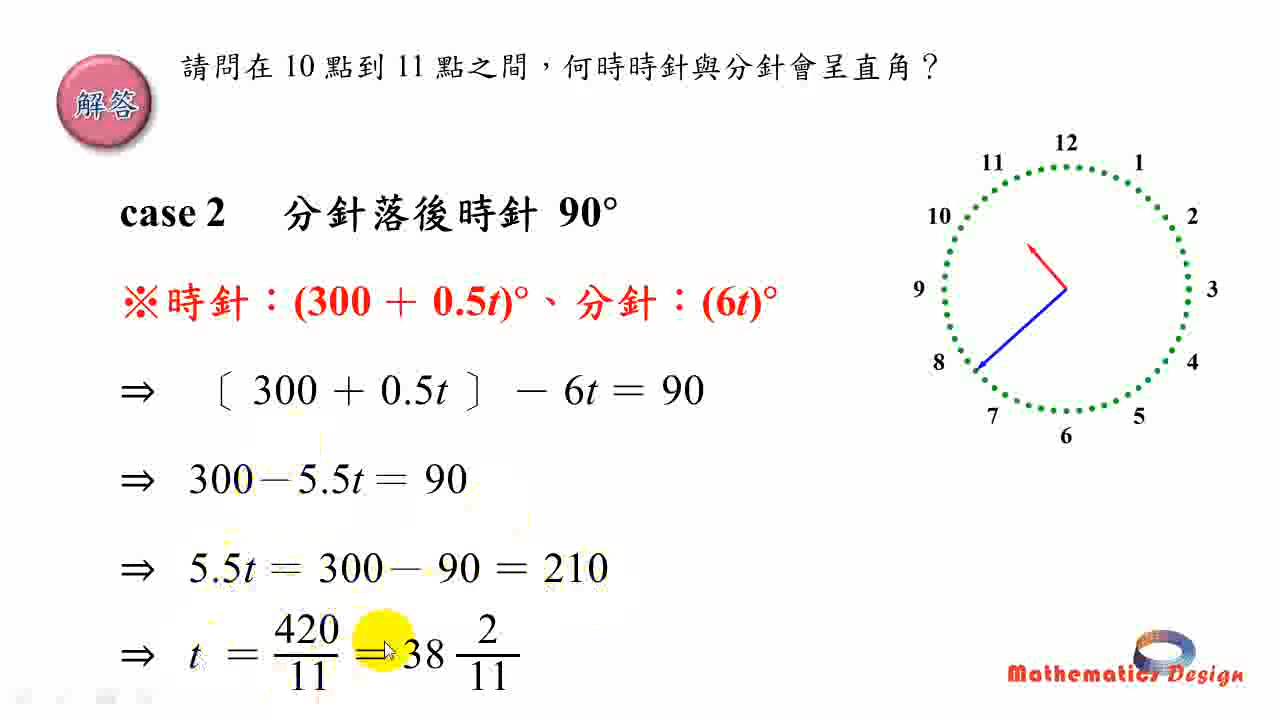 請問在 10 點到 11 點之間，何時時針與分針會呈直角？
解答
case 2 分針落後時針 90°
※時針：(300 + 0.5t)°、分針：(6t)°
⇒ 〔 300 + 0.5t 〕 − 6t = 90
⇒ 300 − 5.5t = 90
⇒ 5.5t = 300 − 90 = 210
⇒ t = 420/11 = 38 2/11
12
11
1
10
2
9
3
8
4
7
5
6
Mathematics Design